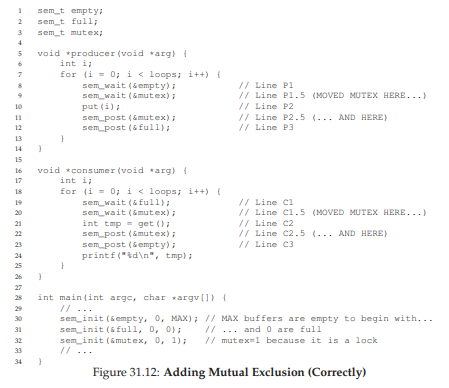 1 sem_t empty;
2 sem_t full;
3 sem_t mutex;
4
5 void *producer(void *arg) {
6     int i;
7     for (i = 0; i < loops; i++) {
8         sem_wait(&empty);           // Line P1
9         sem_wait(&mutex);           // Line P1.5 (MOVED MUTEX HERE...)
10         put(i);                     // Line P2
11         sem_post(&mutex);           // Line P2.5 (... AND HERE)
12         sem_post(&full);            // Line P3
13     }
14 }
15
16 void *consumer(void *arg) {
17     int i;
18     for (i = 0; i < loops; i++) {
19         sem_wait(&full);            // Line C1
20         sem_wait(&mutex);           // Line C1.5 (MOVED MUTEX HERE...)
21         int tmp = get();            // Line C2
22         sem_post(&mutex);           // Line C2.5 (... AND HERE)
23         sem_post(&empty);           // Line C3
24         printf("%d\n", tmp);
25     }
26 }
27
28 int main(int argc, char *argv[]) {
29     // ...
30     sem_init(&empty, 0, MAX); // MAX buffers are empty to begin with...
31     sem_init(&full, 0, 0);    // ... and 0 are full
32     sem_init(&mutex, 0, 1);   // mutex=1 because it is a lock
33     // ...
34 }
Figure 31.12: Adding Mutual Exclusion (Correctly)